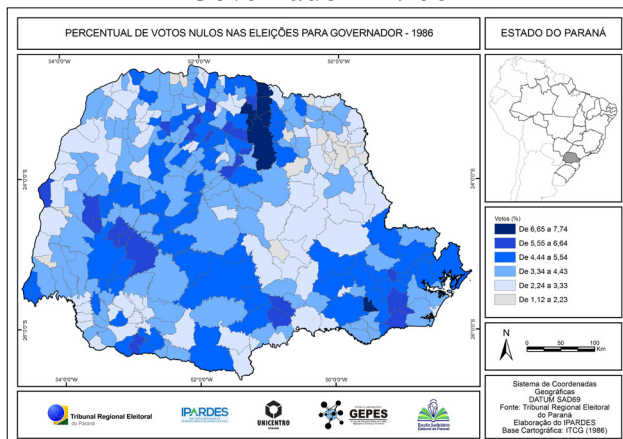 PERCENTUAL DE VOTOS NULOS NAS ELEIÇÕES PARA GOVERNADOR - 1986
ESTADO DO PARANÁ
54°0'0"W
52°0'0"W
50°0'0"W
24°0'0"S
24°0'0"S
26°0'0"S
26°0'0"S
54°0'0"W
52°0'0"W
50°0'0"W
Votos (%)
De 6,65 a 7,74
De 5,55 a 6,64
De 4,44 a 5,54
De 3,34 a 4,43
De 2,24 a 3,33
De 1,12 a 2,23
N
0
50
100
Km
Sistema de Coordenadas
Geográficas
DATUM SAD69
Fonte: Tribunal Regional Eleitoral
do Paraná
Elaboração do IPARDES
Base Cartográfica: ITCG (1986)
Tribunal Regional Eleitoral
do Paraná
IPARDES
UNICENTRO
PARANÁ
GEPES
Escola Judiciária
Eleitoral do Paraná